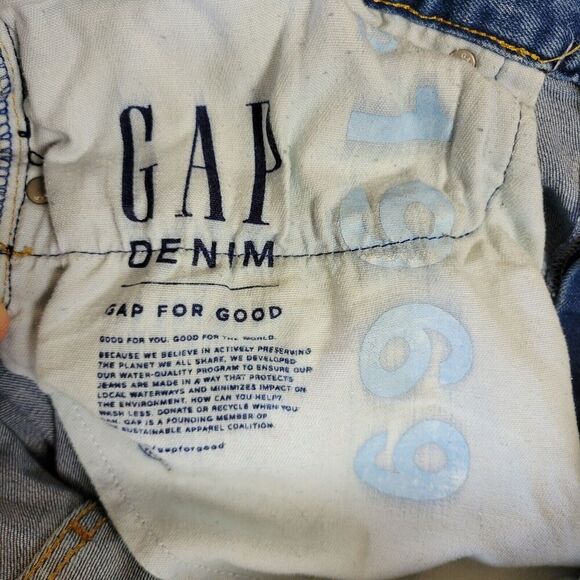 GAP
DENIM
GAP FOR GOOD
GOOD FOR YOU. GOOD FOR THE WORLD.
BECAUSE WE BELIEVE IN ACTIVELY PRESERVING
THE PLANET WE ALL SHARE, WE DEVELOPED
OUR WATER-QUALITY PROGRAM TO ENSURE OUR
JEANS ARE MADE IN A WAY THAT PROTECTS
LOCAL WATERWAYS AND MINIMIZES IMPACT ON
THE ENVIRONMENT. HOW CAN YOU HELP?
WASH LESS. DONATE OR RECYCLE WHEN YOU
CAN. GAP IS A FOUNDING MEMBER OF
SUSTAINABLE APPAREL COALITION.
/gapforgood
1969